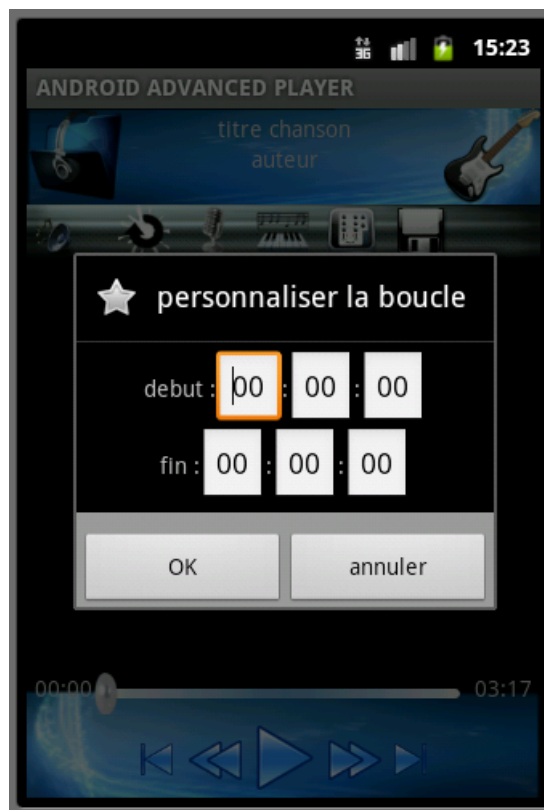 3G 15:23
ANDROID ADVANCED PLAYER
titre chanson
auteur
personnaliser la boucle
debut : 00 : 00 : 00
fin : 00 : 00 : 00
OK annuler
00:00 03:17